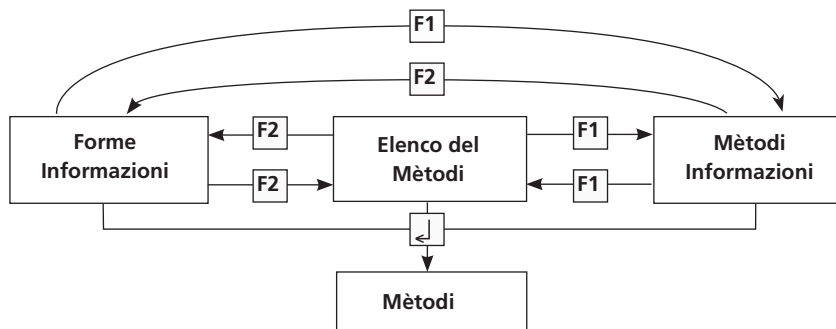 F1
F2
Forme
Informazioni
F2
F2
Elenco del
Mètodi
F1
F1
Mètodi
Informazioni
Mètodi